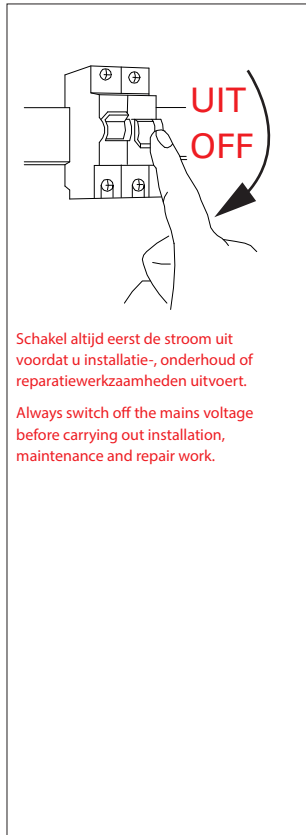 UIT
OFF
Schakel altijd eerst de stroom uit
voordat u installatie-, onderhoud of
reparatiewerkzaamheden uitvoert.
Always switch off the mains voltage
before carrying out installation,
maintenance and repair work.